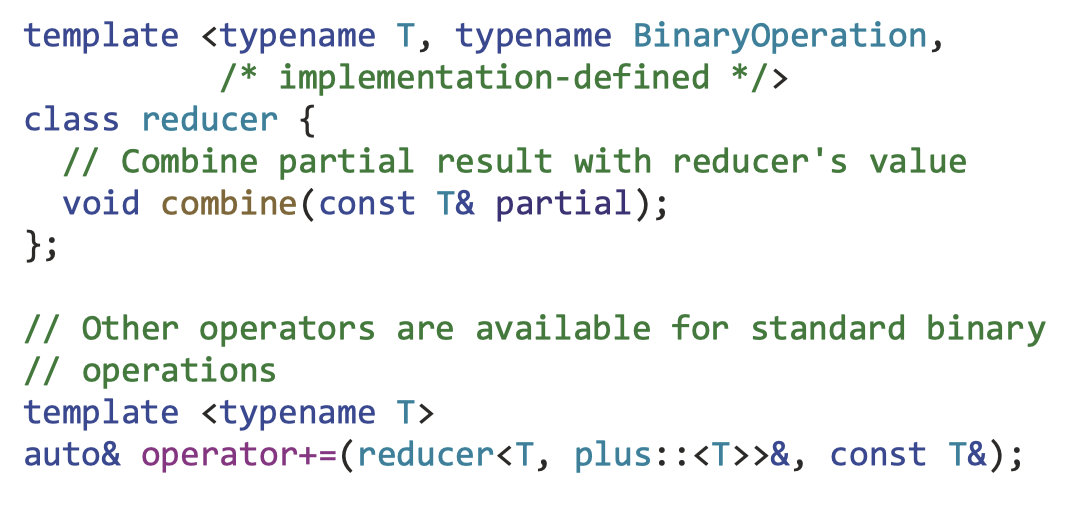 template <typename T, typename BinaryOperation,
          /* implementation-defined */>
class reducer {
  // Combine partial result with reducer's value
  void combine(const T& partial);
};

// Other operators are available for standard binary
// operations
template <typename T>
auto& operator+=(reducer<T, plus::<T>>&, const T&);